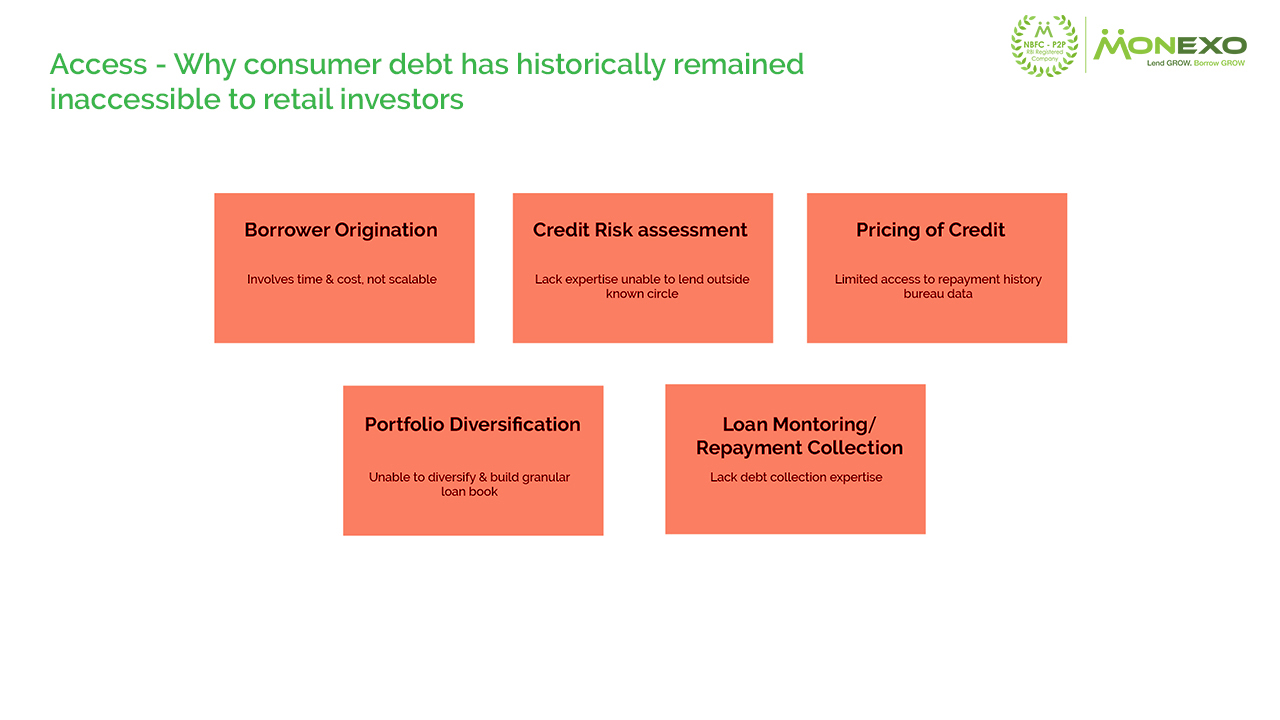 Access - Why consumer debt has historically remained
inaccessible to retail investors
NBFC - P2P
RBI Registered
Company
MONEXO
Lend GROW. Borrow GROW
Borrower Origination
Involves time & cost, not scalable
Credit Risk assessment
Lack expertise unable to lend outside
known circle
Pricing of Credit
Limited access to repayment history
bureau data
Portfolio Diversification
Unable to diversify & build granular
loan book
Loan Montoring/
Repayment Collection
Lack debt collection expertise